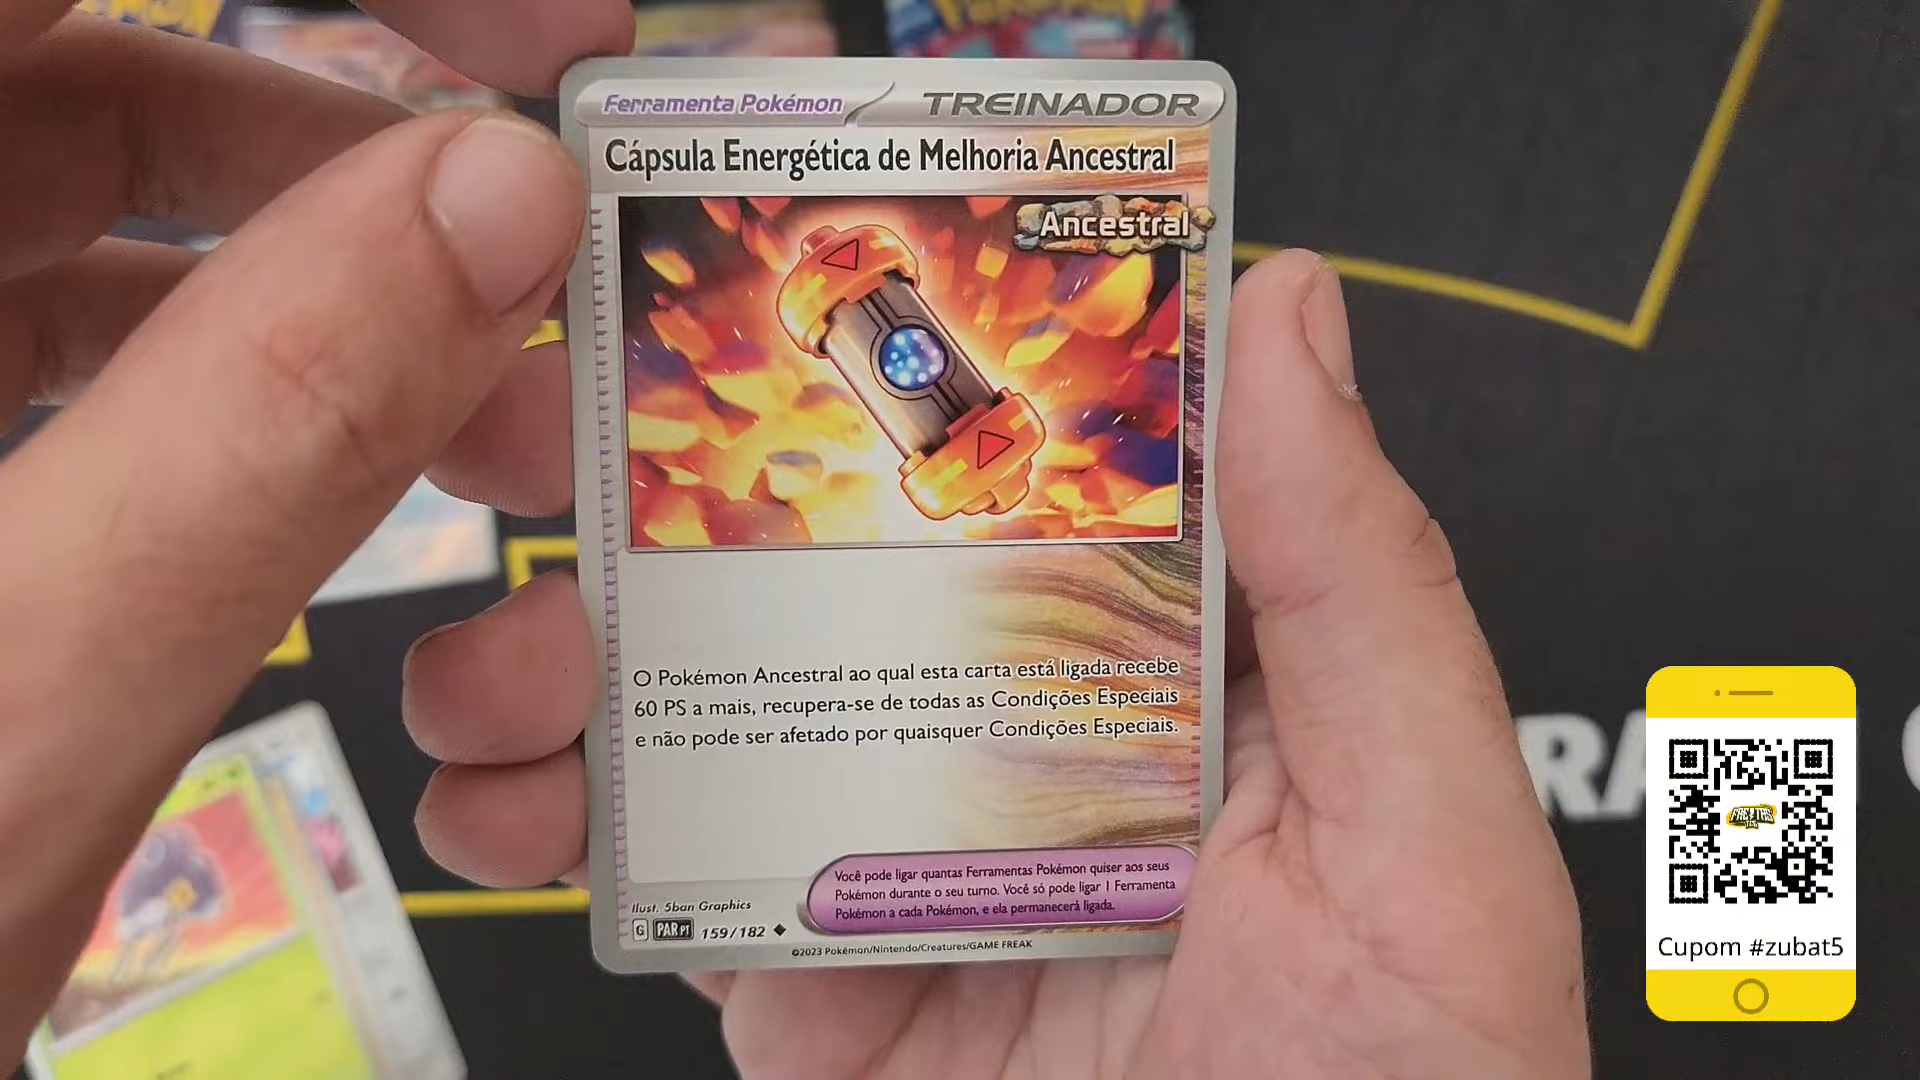 Ferramenta Pokémon
TREINADOR
Cápsula Energética de Melhoria Ancestral
Ancestral
O Pokémon Ancestral ao qual esta carta está ligada recebe
60 PS a mais, recupera-se de todas as Condições Especiais
e não pode ser afetado por quaisquer Condições Especiais.
Você pode ligar quantas Ferramentas Pokémon quiser aos seus
Pokémon durante o seu turno. Você só pode ligar 1 Ferramenta
Pokémon a cada Pokémon, e ela permanecerá ligada.
Ilust. 5ban Graphics
G PAR PT 159/182
©2023 Pokémon/Nintendo/Creatures/GAME FREAK
RA
FREITAS
TCG
Cupom #zubat5